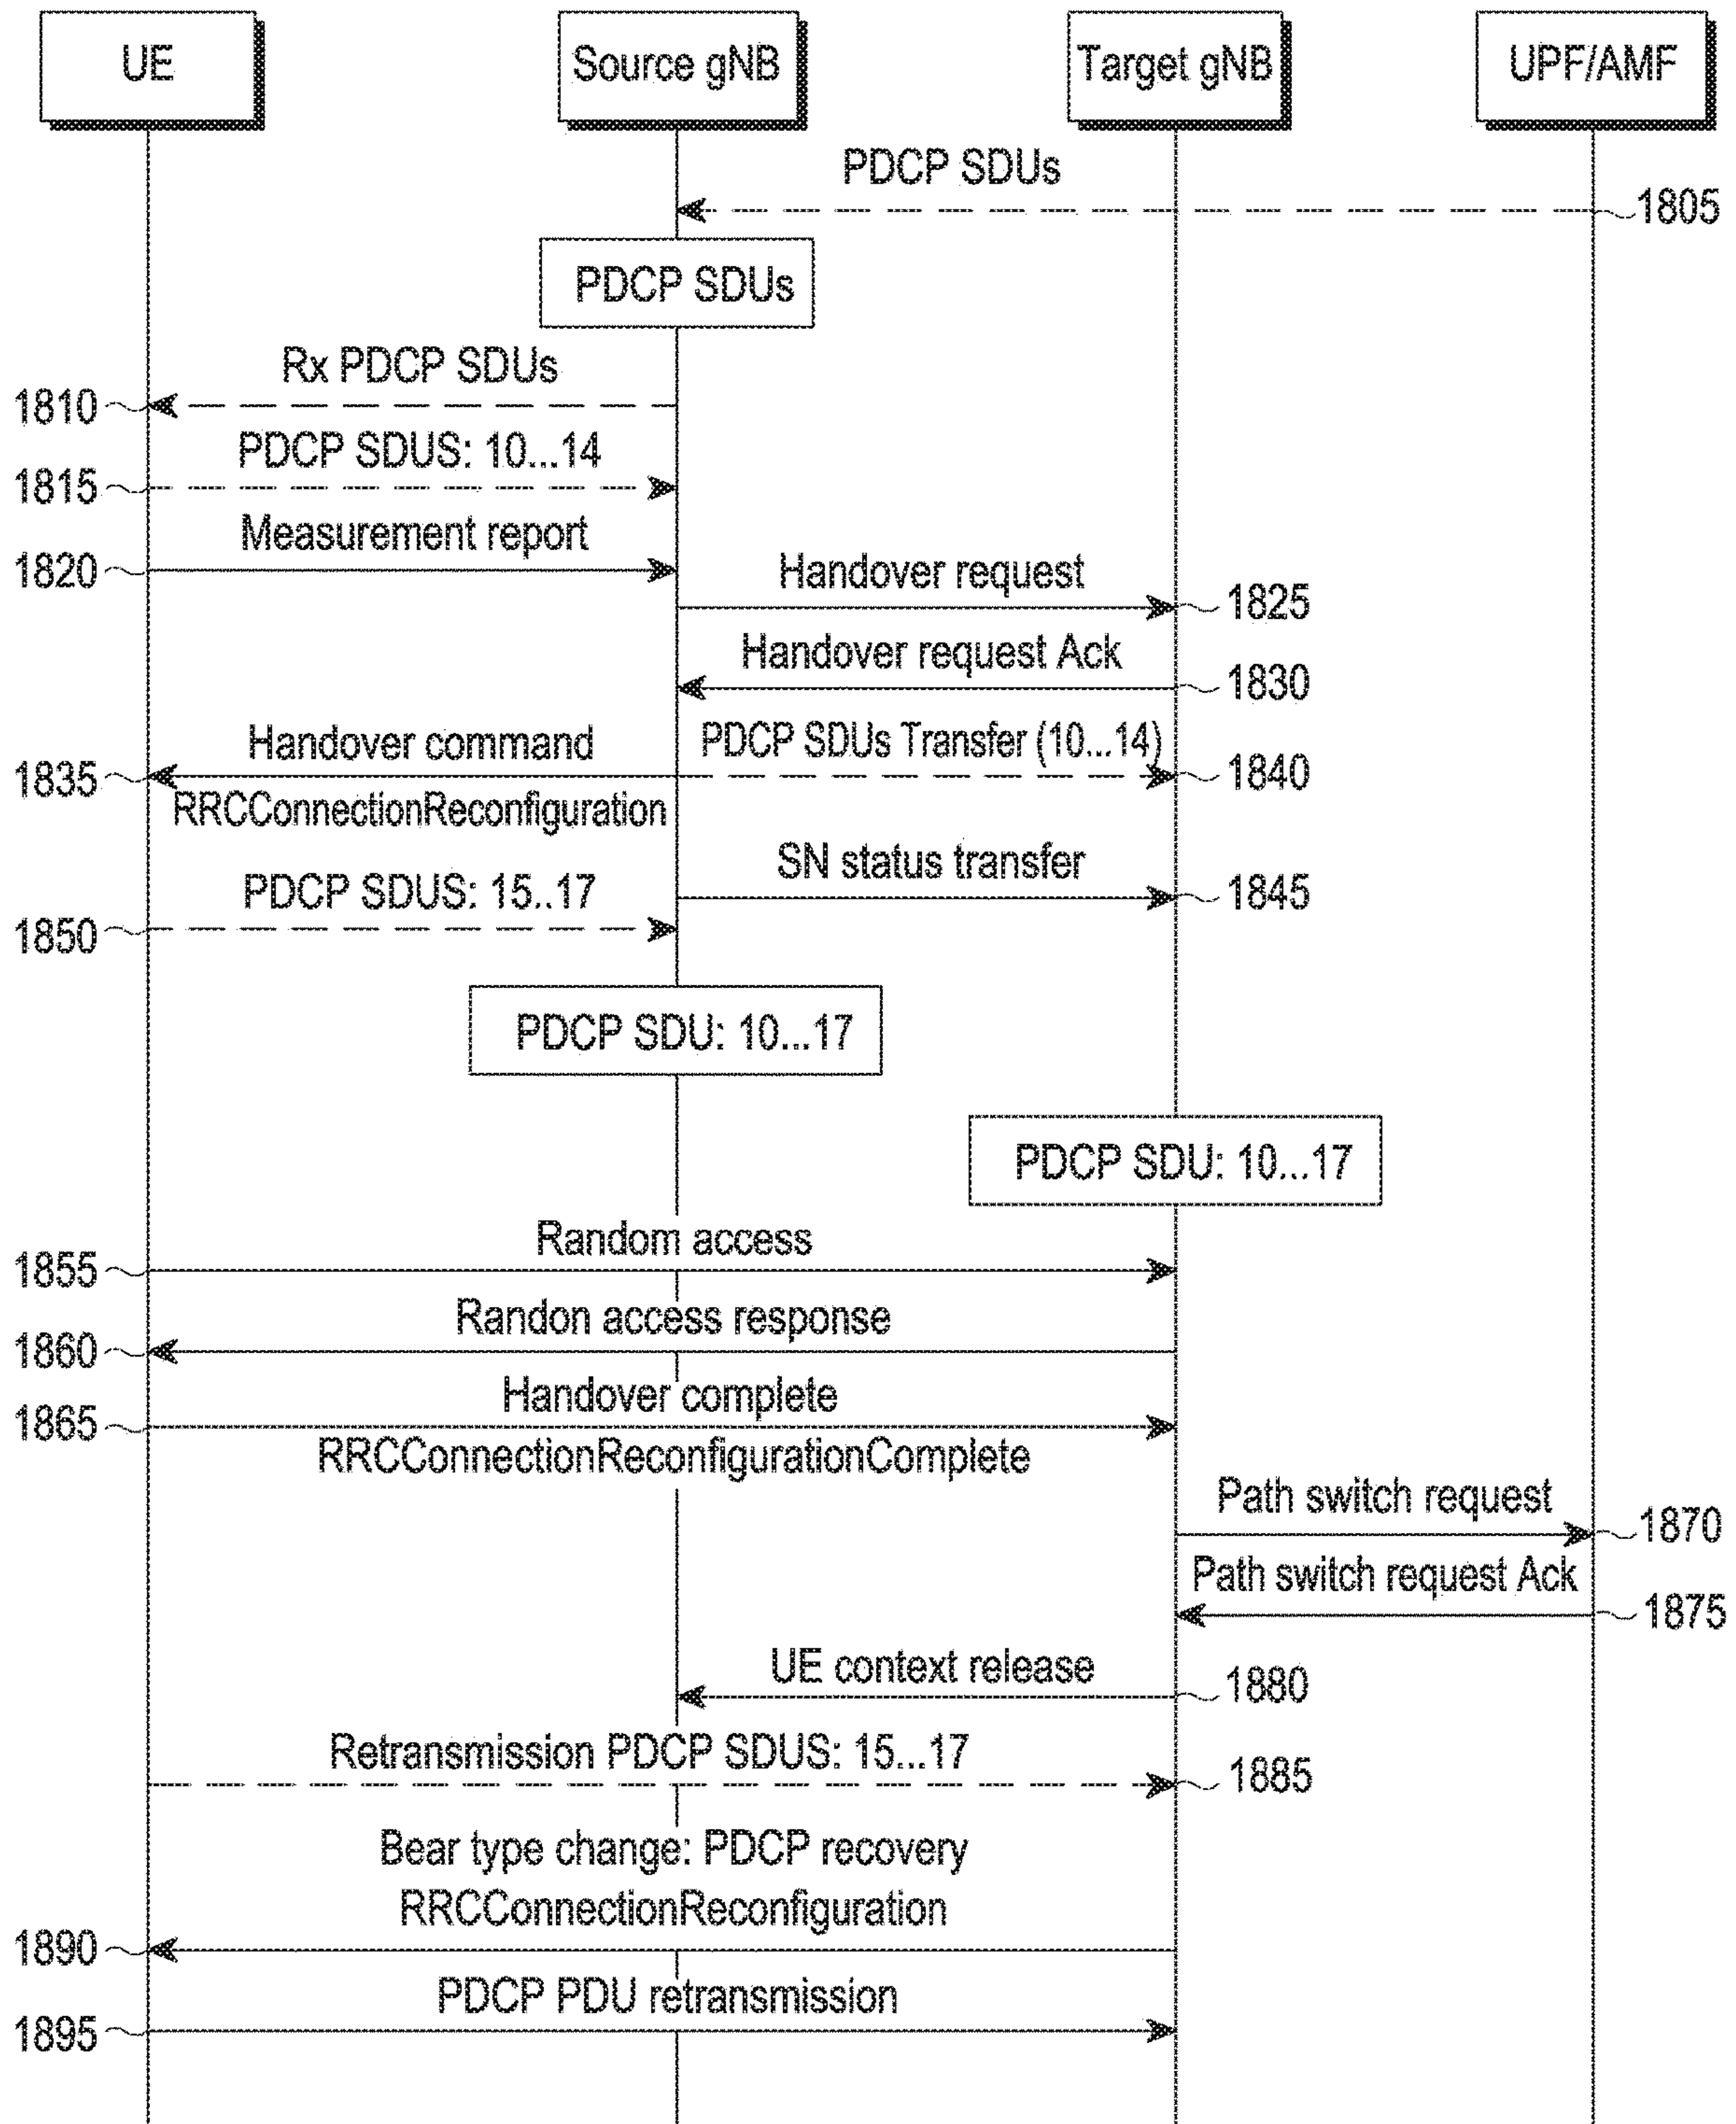 UE
Source gNB
Target gNB
UPF/AMF
PDCP SDUs
1805
PDCP SDUs
Rx PDCP SDUs
1810
PDCP SDUS: 10...14
1815
Measurement report
1820
Handover request
1825
Handover request Ack
1830
Handover command
PDCP SDUs Transfer (10...14)
1835
1840
RRCConnectionReconfiguration
SN status transfer
1845
PDCP SDUS: 15..17
1850
PDCP SDU: 10...17
PDCP SDU: 10...17
Random access
1855
Randon access response
1860
Handover complete
1865
RRCConnectionReconfigurationComplete
Path switch request
1870
Path switch request Ack
1875
UE context release
1880
Retransmission PDCP SDUS: 15...17
1885
Bear type change: PDCP recovery
RRCConnectionReconfiguration
1890
PDCP PDU retransmission
1895